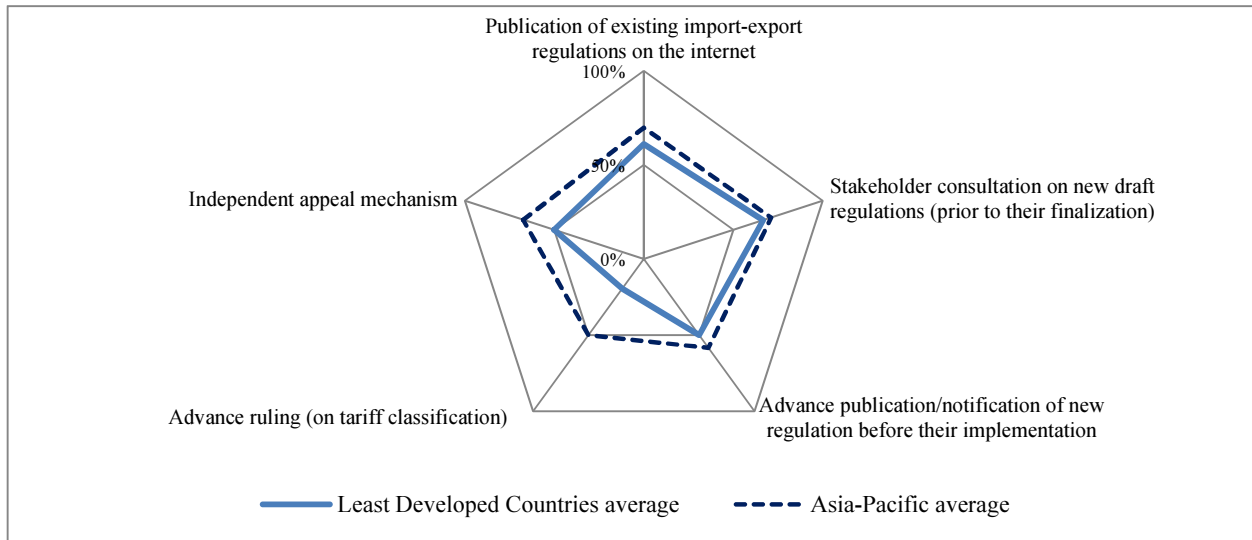 Publication of existing import-export
regulations on the internet
100%
50%
0%
Stakeholder consultation on new draft
regulations (prior to their finalization)
Independent appeal mechanism
Advance ruling (on tariff classification)
Advance publication/notification of new
regulation before their implementation
Least Developed Countries average
Asia-Pacific average